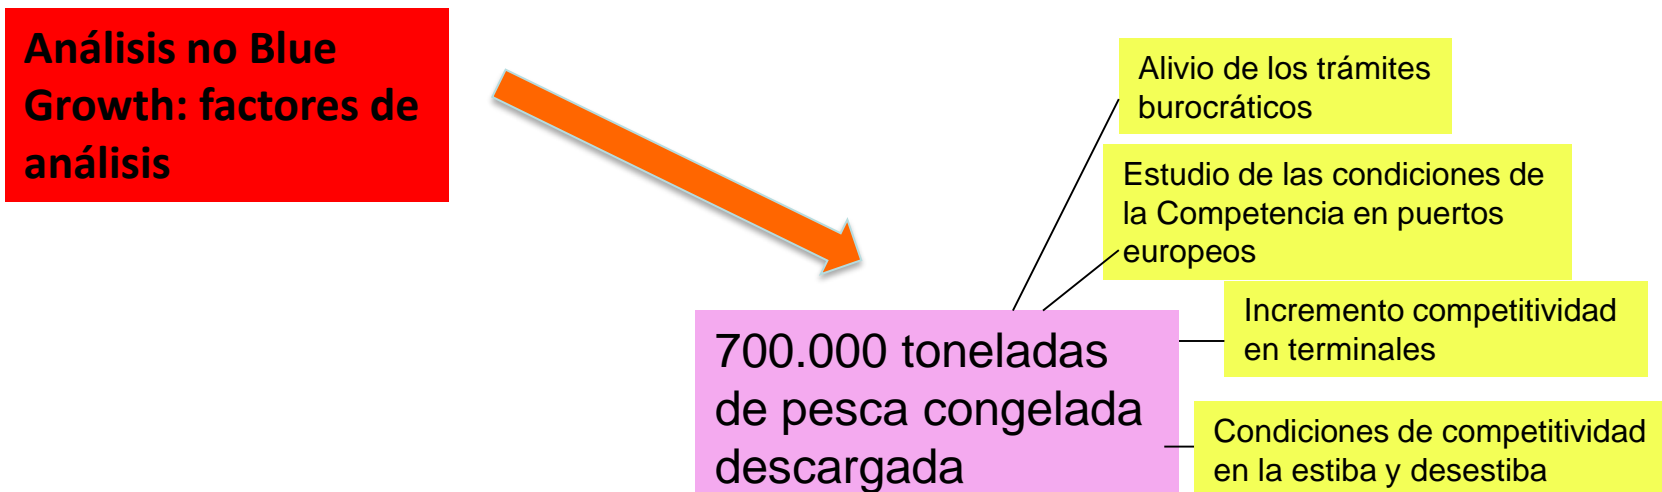 Análisis no Blue
Growth: factores de
análisis
Alivio de los trámites
burocráticos
Estudio de las condiciones de
la Competencia en puertos
europeos
Incremento competitividad
en terminales
700.000 toneladas
de pesca congelada
descargada
Condiciones de competitividad
en la estiba y desestiba